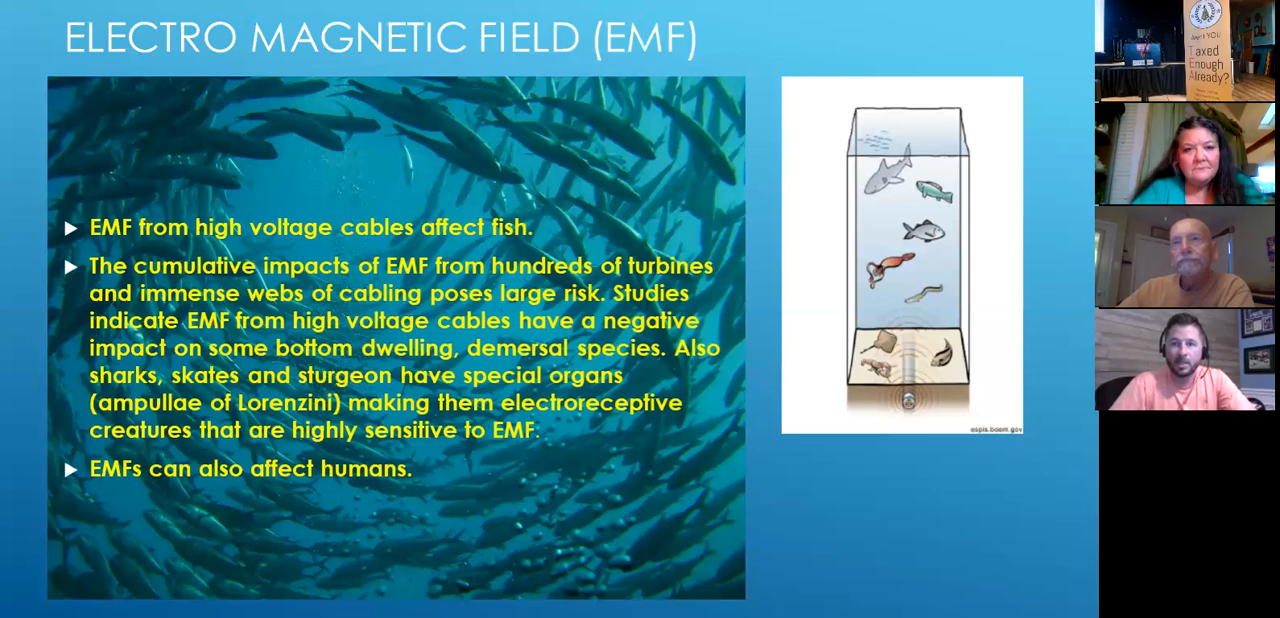 ELECTRO MAGNETIC FIELD (EMF)
EMF from high voltage cables affect fish.
The cumulative impacts of EMF from hundreds of turbines
and immense webs of cabling poses large risk. Studies
indicate EMF from high voltage cables have a negative
impact on some bottom dwelling, demersal species. Also
sharks, skates and sturgeon have special organs
(ampullae of Lorenzini) making them electroreceptive
creatures that are highly sensitive to EMF.
EMFs can also affect humans.
espis.boem.gov
Aren't YOU
Taxed
Enough
Already?